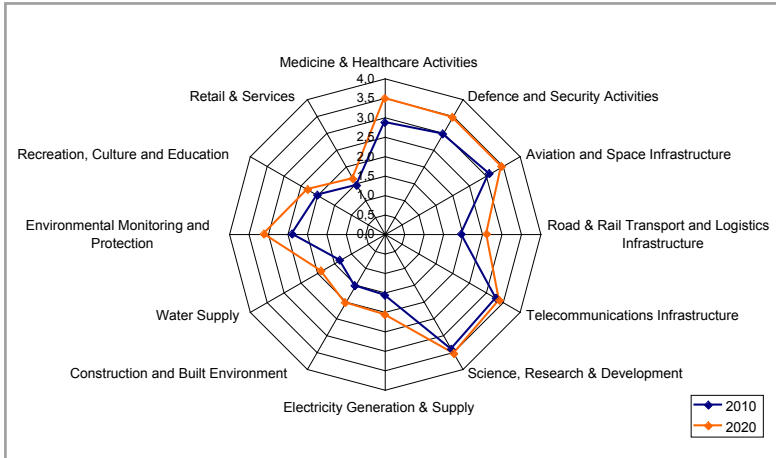 Medicine & Healthcare Activities
4,0
3,5
3,0
2,5
2,0
1,5
1,0
0,5
0,0
Retail & Services
Defence and Security Activities
Recreation, Culture and Education
Aviation and Space Infrastructure
Environmental Monitoring and
Protection
Road & Rail Transport and Logistics
Infrastructure
Water Supply
Telecommunications Infrastructure
Construction and Built Environment
Science, Research & Development
Electricity Generation & Supply
2010
2020